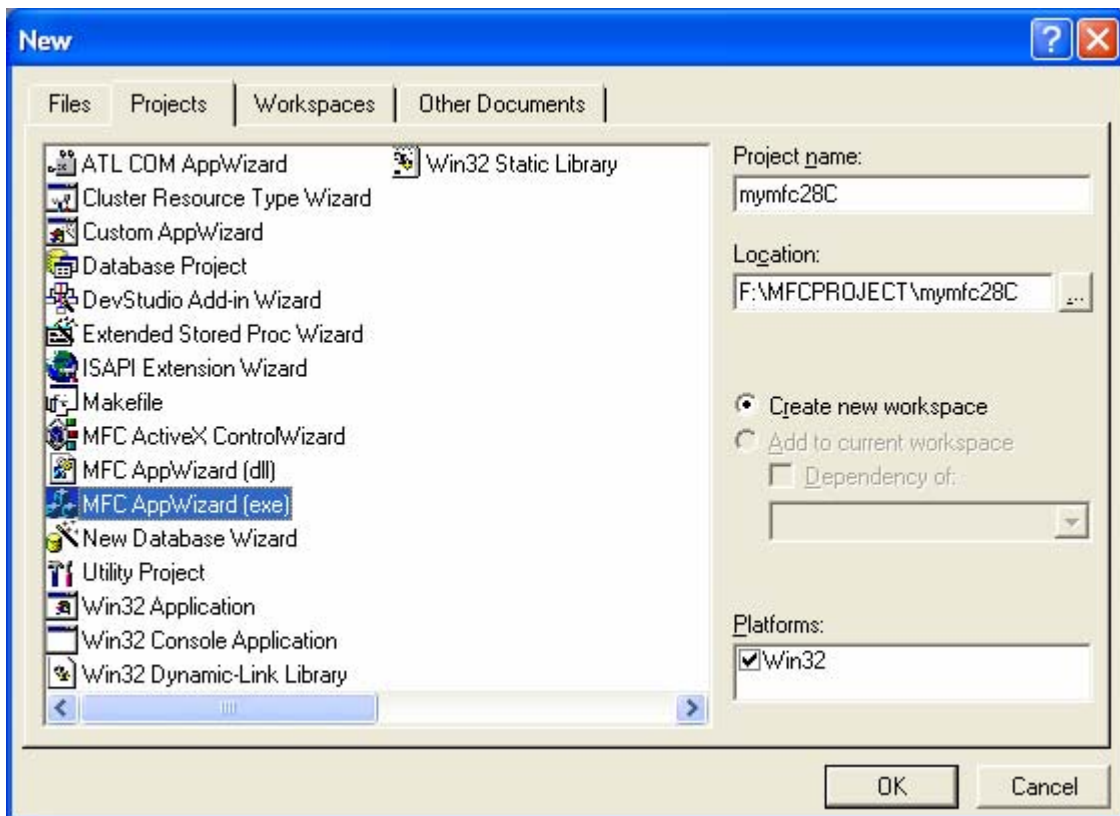 New
Files Projects Workspaces Other Documents
ATL COM AppWizard
Cluster Resource Type Wizard
Custom AppWizard
Database Project
DevStudio Add-in Wizard
Extended Stored Proc Wizard
ISAPI Extension Wizard
Makefile
MFC ActiveX ControlWizard
MFC AppWizard (dll)
MFC AppWizard (exe)
New Database Wizard
Utility Project
Win32 Application
Win32 Console Application
Win32 Dynamic-Link Library
Win32 Static Library
Project name:
mymfc28C
Location:
F:\MFCPROJECT\mymfc28C
...
Create new workspace
Add to current workspace
Dependency of:
Platforms:
Win32
OK Cancel